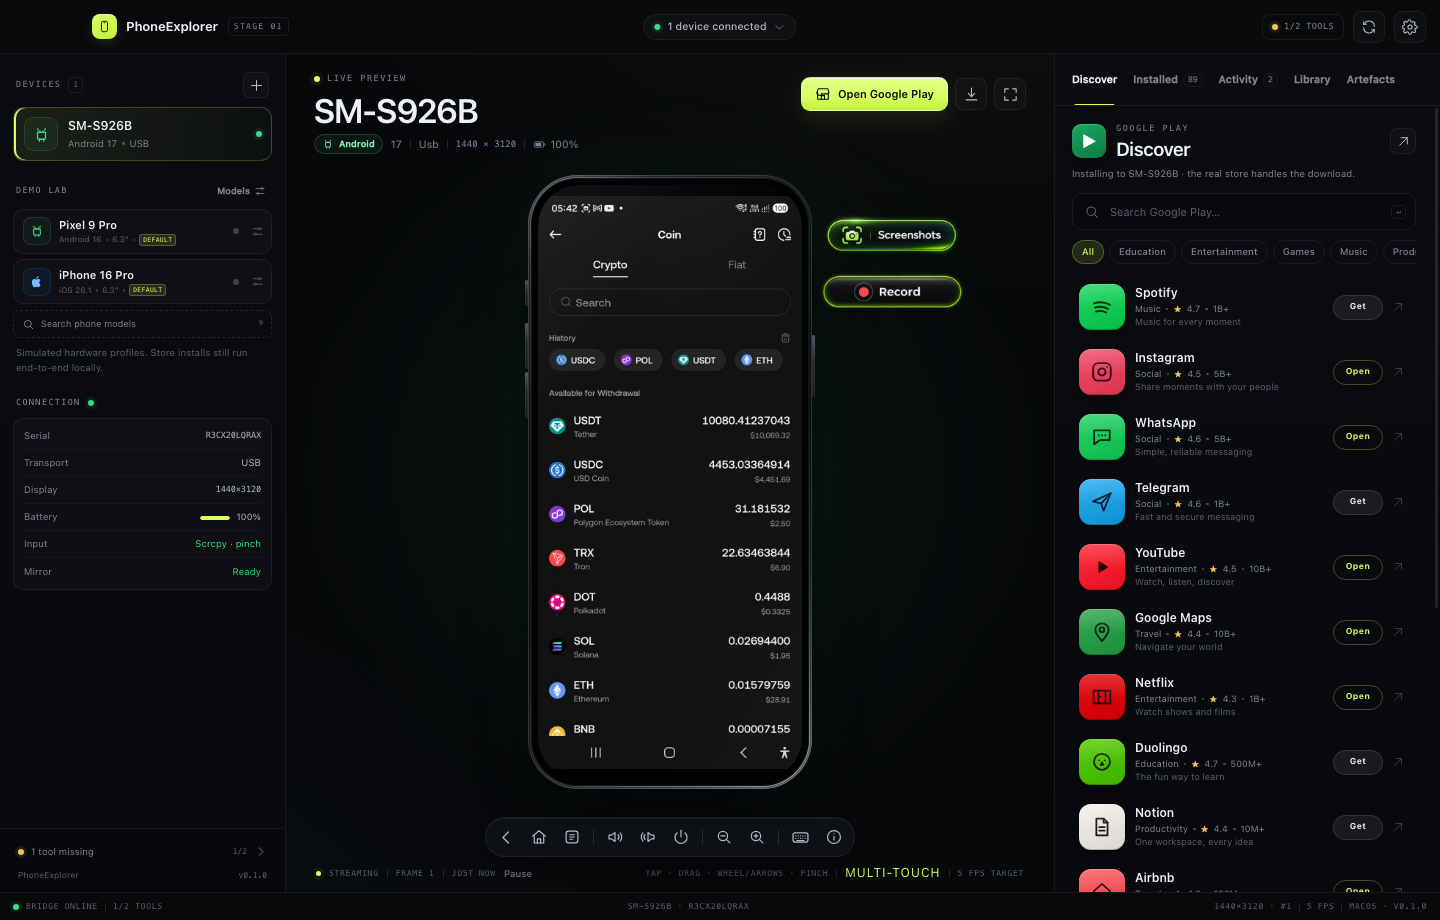 PhoneExplorer STAGE 01
1 device connected
1/2 TOOLS
DEVICES 1
SM-S926B
Android 17 • USB
DEMO LAB Models
Pixel 9 Pro
Android 16 • 6.3" • DEFAULT
iPhone 16 Pro
iOS 26.1 • 6.3" • DEFAULT
Search phone models 9
Simulated hardware profiles. Store installs still run
end-to-end locally.
CONNECTION
Serial R3CX20LQRAX
Transport USB
Display 1440×3120
Battery 100%
Input Scrcpy · pinch
Mirror Ready
1 tool missing 1/2
PhoneExplorer v0.1.0
LIVE PREVIEW
SM-S926B
Android 17 | Usb | 1440 × 3120 | 100%
Open Google Play
05:42 100
Coin
Crypto Fiat
Search
History
USDC POL USDT ETH
Available for Withdrawal
USDT 10080.41237043
Tether $10,069.32
USDC 4453.03364914
USD Coin $4,451.69
POL 31.181532
Polygon Ecosystem Token $2.50
TRX 22.63463844
Tron $6.90
DOT 0.4488
Polkadot $0.3325
SOL 0.02694400
Solana $1.95
ETH 0.01579759
Ethereum $28.91
BNB 0.00007155
Screenshots
Record
STREAMING | FRAME 1 | JUST NOW Pause
TAP · DRAG · WHEEL/ARROWS · PINCH | MULTI-TOUCH | 5 FPS TARGET
Discover Installed 89 Activity 2 Library Artefacts
GOOGLE PLAY
Discover
Installing to SM-S926B · the real store handles the download.
Search Google Play...
All Education Entertainment Games Music Prod
Spotify
Music · ★ 4.7 · 1B+
Music for every moment
Get
Instagram
Social · ★ 4.5 · 5B+
Share moments with your people
Open
WhatsApp
Social · ★ 4.6 · 5B+
Simple, reliable messaging
Open
Telegram
Social · ★ 4.6 · 1B+
Fast and secure messaging
Get
YouTube
Entertainment · ★ 4.5 · 10B+
Watch, listen, discover
Open
Google Maps
Travel · ★ 4.4 · 10B+
Navigate your world
Open
Netflix
Entertainment · ★ 4.3 · 1B+
Watch shows and films
Open
Duolingo
Education · ★ 4.7 · 500M+
The fun way to learn
Get
Notion
Productivity · ★ 4.4 · 10M+
One workspace, every idea
Get
Airbnb
Open
BRIDGE ONLINE | 1/2 TOOLS
SM-S926B · R3CX20LQRAX
1440×3120 · #1 | 5 FPS | MACOS · V0.1.0